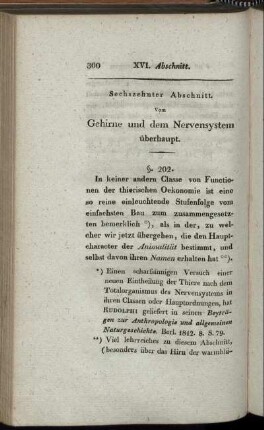 300 XVI. Abschnitt.
Sechszehnter Abschnitt.
Vom
Gehirne und dem Nervensystem
überhaupt.
§. 202.
In keiner andern Classe von Functio-
nen der thierischen Oekonomie ist eine
so reine einleuchtende Stufenfolge vom
einfachsten Bau zum zusammengesetz-
ten bemerklich *), als in der, zu wel-
cher wir jetzt übergehen, die den Haupt-
character der Animalität bestimmt, und
selbst davon ihren Namen erhalten hat **).
*) Einen scharfsinnigen Versuch einer
neuen Eintheilung der Thiere nach dem
Totalorganismus des Nervensystems in
ihren Classen oder Hauptordnungen, hat
RUDOLPHI geliefert in seinen Beyträ-
gen zur Anthropologie und allgemeinen
Naturgeschichte. Berl. 1812. 8. S. 79.
**) Viel lehrreiches zu diesem Abschnitt,
(besonders über das Hirn der warmblü-